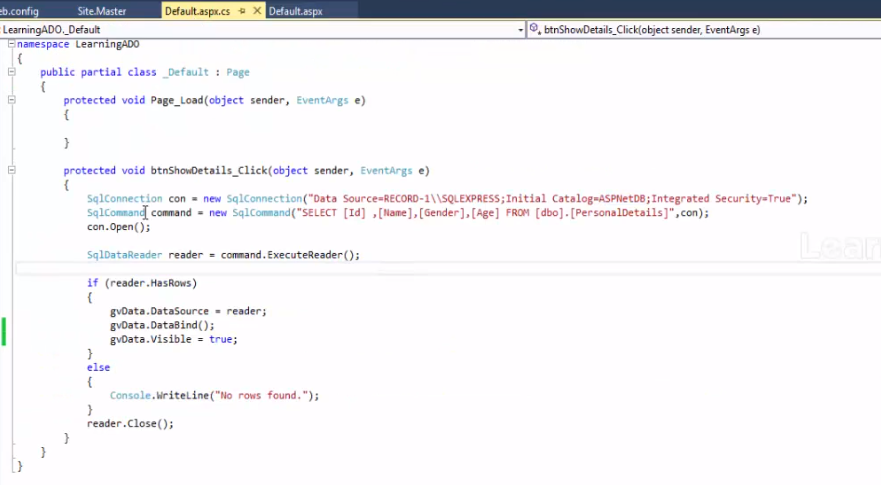 eb.config Site.Master Default.aspx.cs Default.aspx
LearningADO._Default btnShowDetails_Click(object sender, EventArgs e)
namespace LearningADO
{
public partial class _Default : Page
{
protected void Page_Load(object sender, EventArgs e)
{
}
protected void btnShowDetails_Click(object sender, EventArgs e)
{
SqlConnection con = new SqlConnection("Data Source=RECORD-1\\SQLEXPRESS;Initial Catalog=ASPNetDB;Integrated Security=True");
SqlCommand command = new SqlCommand("SELECT [Id] ,[Name],[Gender],[Age] FROM [dbo].[PersonalDetails]",con);
con.Open();
Lear
SqlDataReader reader = command.ExecuteReader();
if (reader.HasRows)
{
gvData.DataSource = reader;
gvData.DataBind();
gvData.Visible = true;
}
else
{
Console.WriteLine("No rows found.");
}
reader.Close();
}
}
}